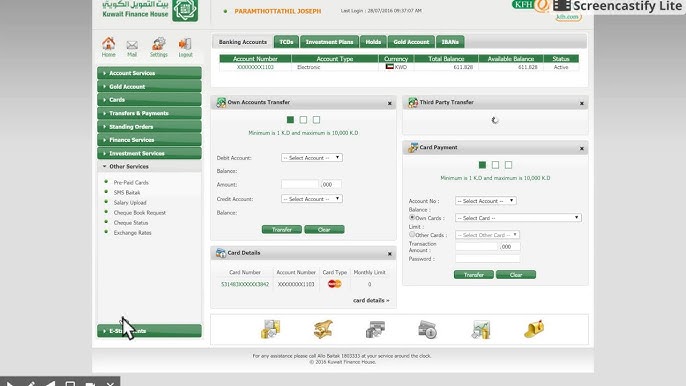 بيت التمويل الكويتي
Kuwait Finance House
PARAMTHOTTATHIL JOSEPH
Last Login : 28/07/2016 09:37:07 AM
KFH
Screencastify Lite
kfh.com
Home
Mail
Settings
Logout
Banking Accounts
TCDs
Investment Plans
Holds
Gold Account
IBANs
Account Number Account Type Currency Total Balance Available Balance Status
XXXXXXXX1103 Electronic KWD 611.828 611.828 Active
Account Services
Gold Account
Cards
Transfers & Payments
Standing Orders
Finance Services
Investment Services
Other Services
Pre-Paid Cards
SMS Baitak
Salary Upload
Cheque Book Request
Cheque Status
Exchange Rates
Own Accounts Transfer
Minimum is 1 K.D and maximum is 10,000 K.D
Debit Account: -- Select Account --
Balance:
Amount: .000
Credit Account: -- Select Account --
Balance:
Transfer Clear
Third Party Transfer
Card Payment
Minimum is 1 K.D and maximum is 10,000 K.D
Account No : -- Select Account --
Balance :
Own Cards : -- Select Card --
Limit :
Other Cards : -- Select Other Card --
Transaction Amount : .000
Password :
Transfer Clear
Card Details
Card Number Account Number Card Type Monthly Limit
XXXXXXXX1103 0
card details »
For any assistance please call Allo Baitak 1803333 at your service around the clock.
© 2016 Kuwait Finance House.